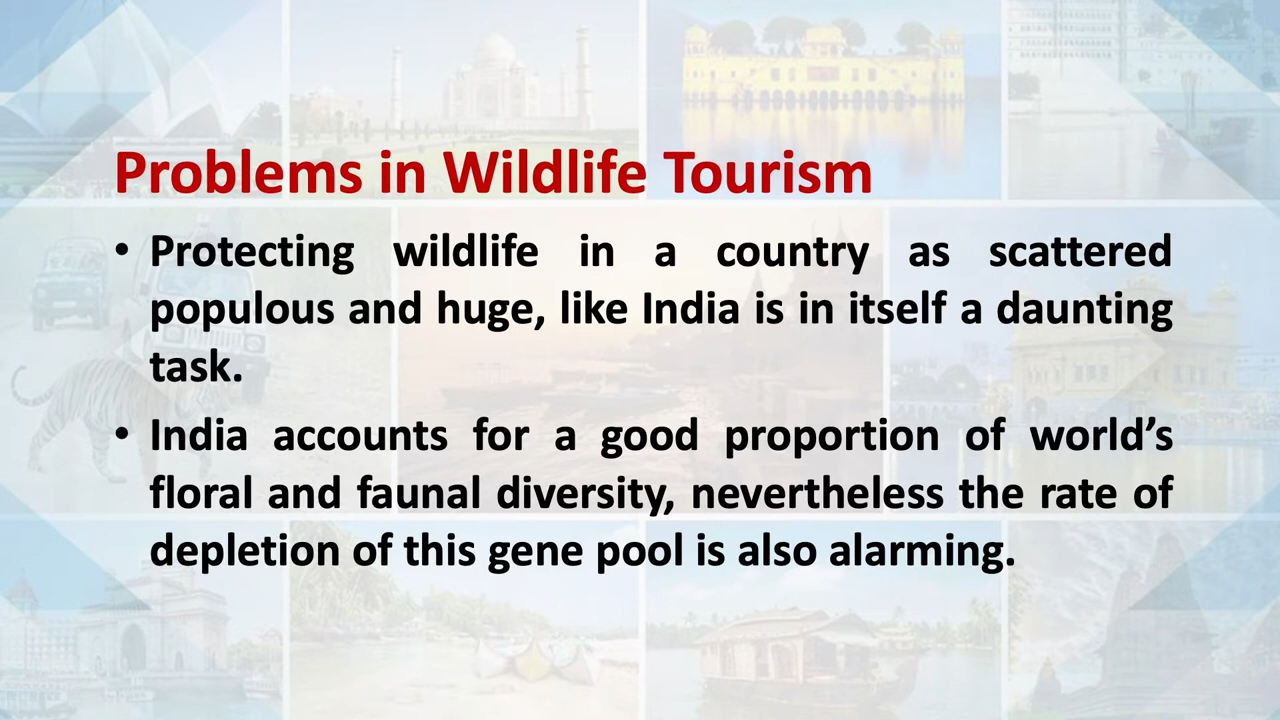 Problems in Wildlife Tourism
• Protecting wildlife in a country as scattered
populous and huge, like India is in itself a daunting
task.
• India accounts for a good proportion of world’s
floral and faunal diversity, nevertheless the rate of
depletion of this gene pool is also alarming.